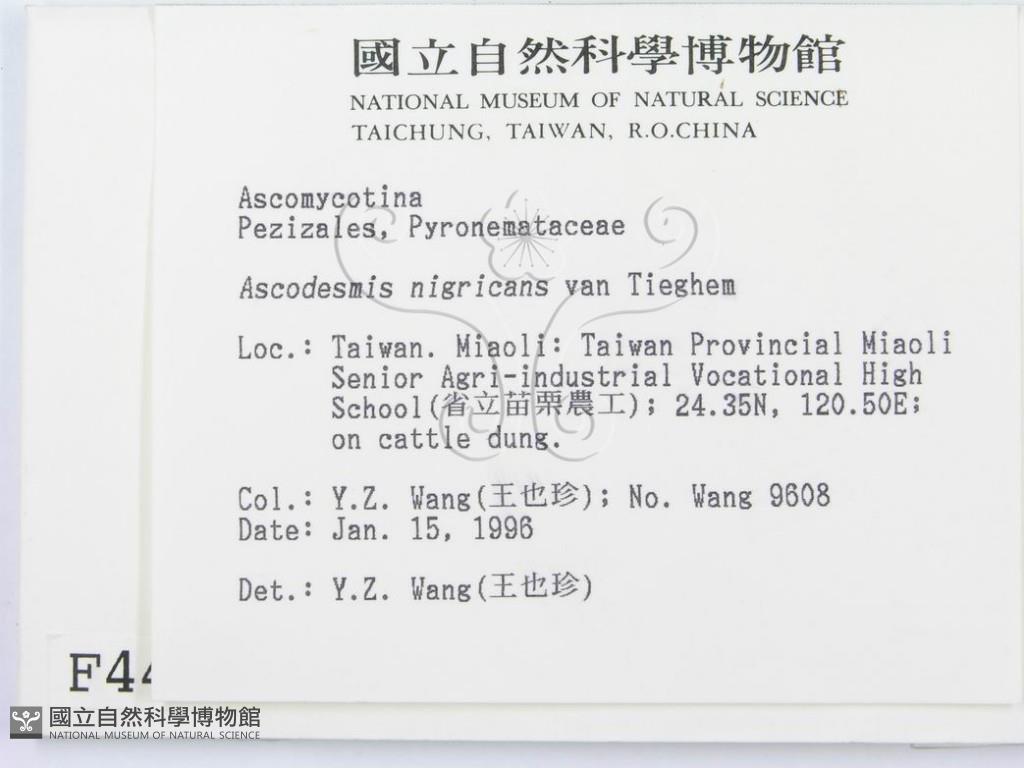 國立自然科學博物館
NATIONAL MUSEUM OF NATURAL SCIENCE
TAICHUNG, TAIWAN, R.O.CHINA
Ascomycotina
Pezizales, Pyronemataceae
Ascodesmis nigricans van Tieghem
Loc.: Taiwan. Miaoli: Taiwan Provincial Miaoli
Senior Agri-industrial Vocational High
School(省立苗栗農工); 24.35N, 120.50E;
on cattle dung.
Col.: Y.Z. Wang(王也珍); No. Wang 9608
Date: Jan. 15, 1996
Det.: Y.Z. Wang(王也珍)
F44
國立自然科學博物館
NATIONAL MUSEUM OF NATURAL SCIENCE